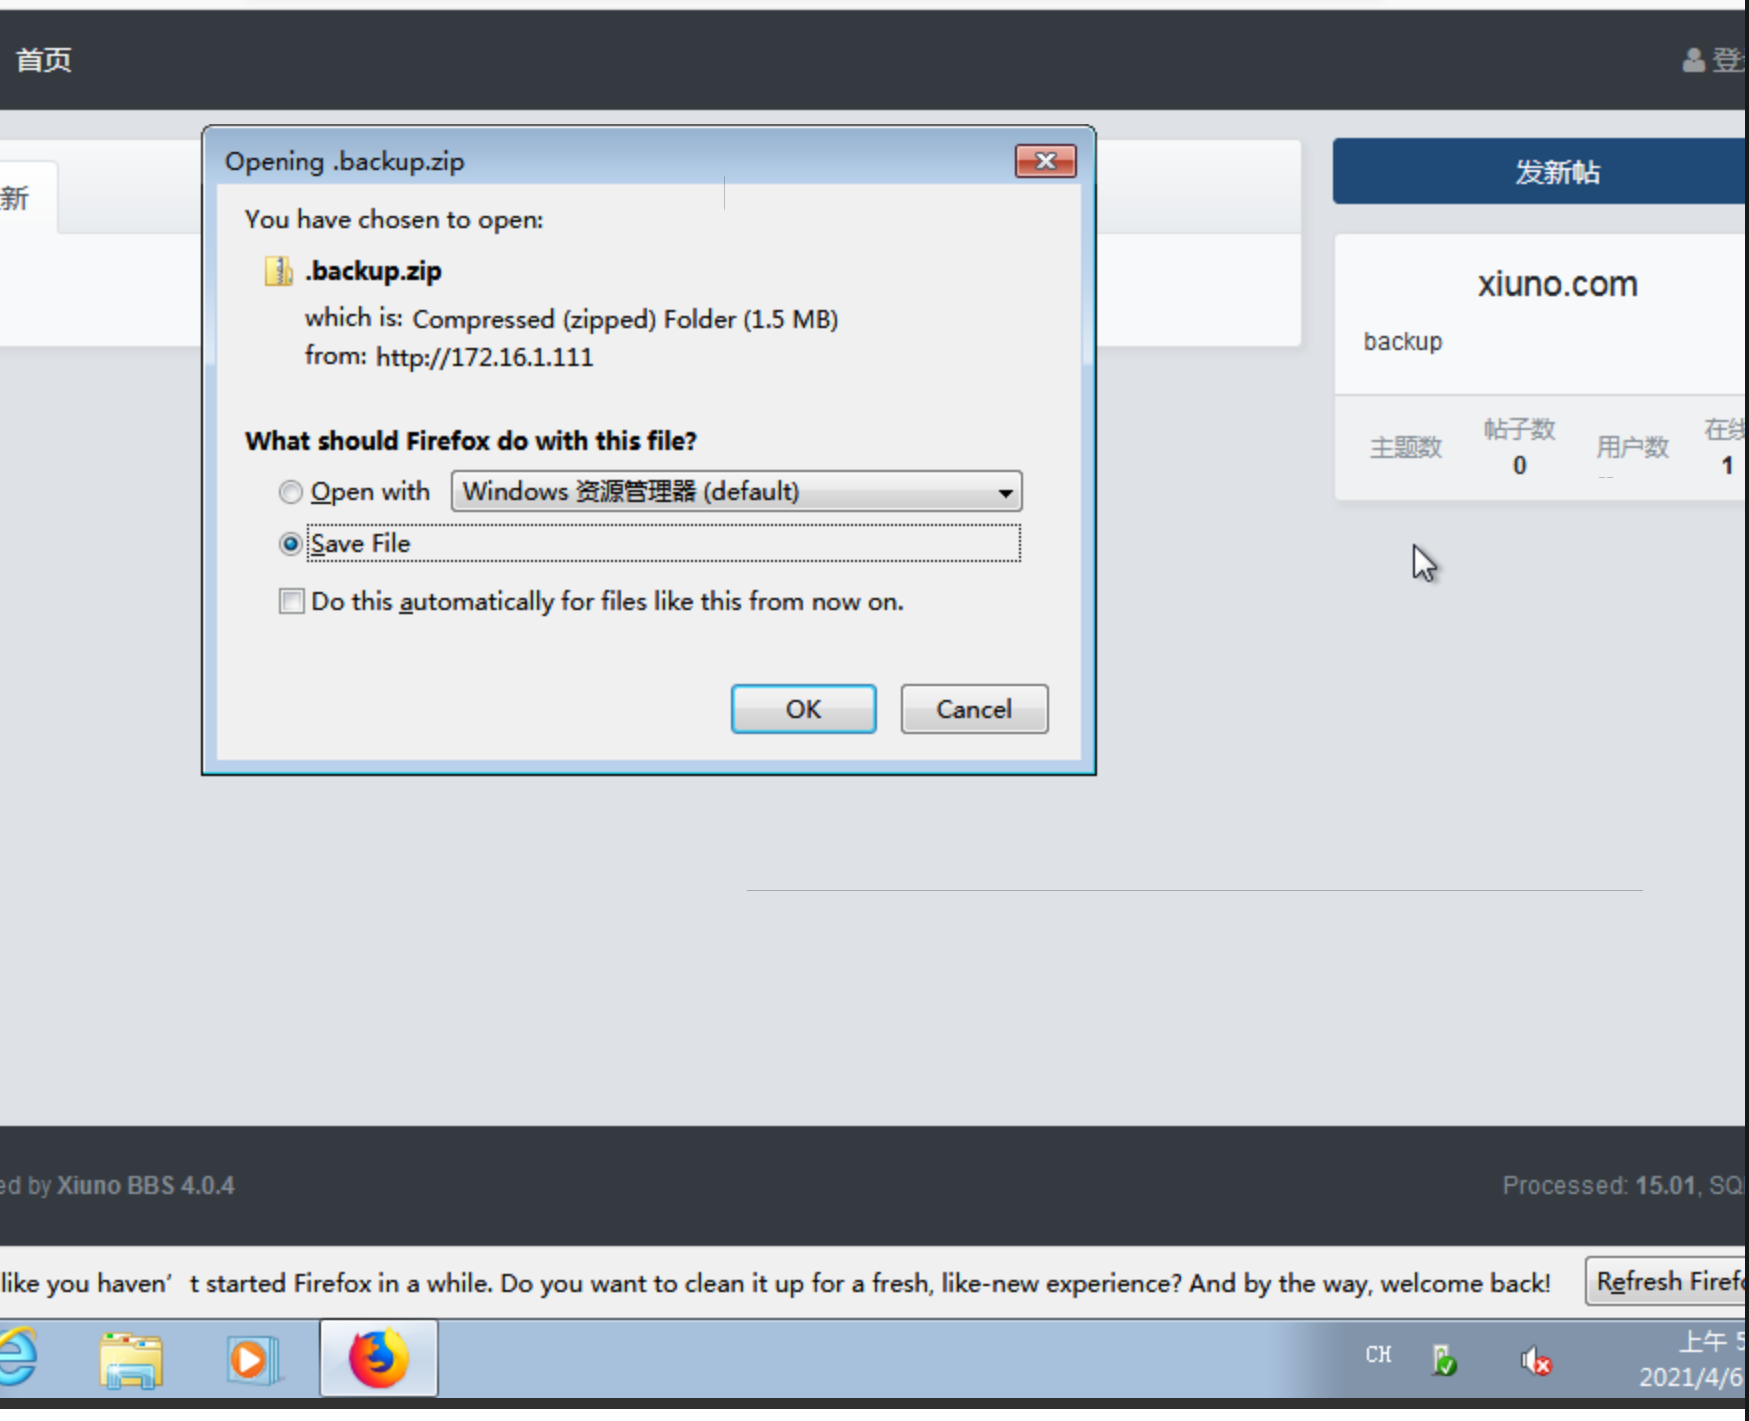 首页
Opening .backup.zip
发新帖
新
You have chosen to open:
.backup.zip
which is: Compressed (zipped) Folder (1.5 MB)
from: http://172.16.1.111
xiuno.com
backup
主题数
帖子数
0
用户数
在线
1
What should Firefox do with this file?
Open with
Windows 资源管理器 (default)
Save File
Do this automatically for files like this from now on.
OK
Cancel
ed by Xiuno BBS 4.0.4
Processed: 15.01, SQ
like you haven't started Firefox in a while. Do you want to clean it up for a fresh, like-new experience? And by the way, welcome back!
Refresh Firef
CH
上午 5
2021/4/6